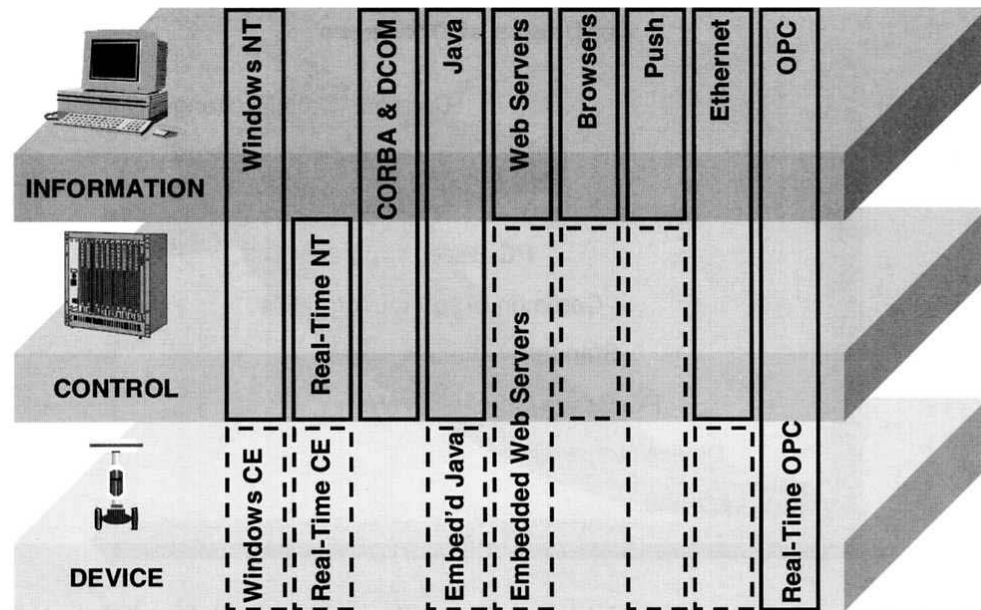 Windows NT
CORBA & DCOM
Java
Web Servers
Browsers
Push
Ethernet
OPC
INFORMATION
Real-Time NT
CONTROL
Windows CE
Real-Time CE
Embed'd Java
Embedded Web Servers
Real-Time OPC
DEVICE